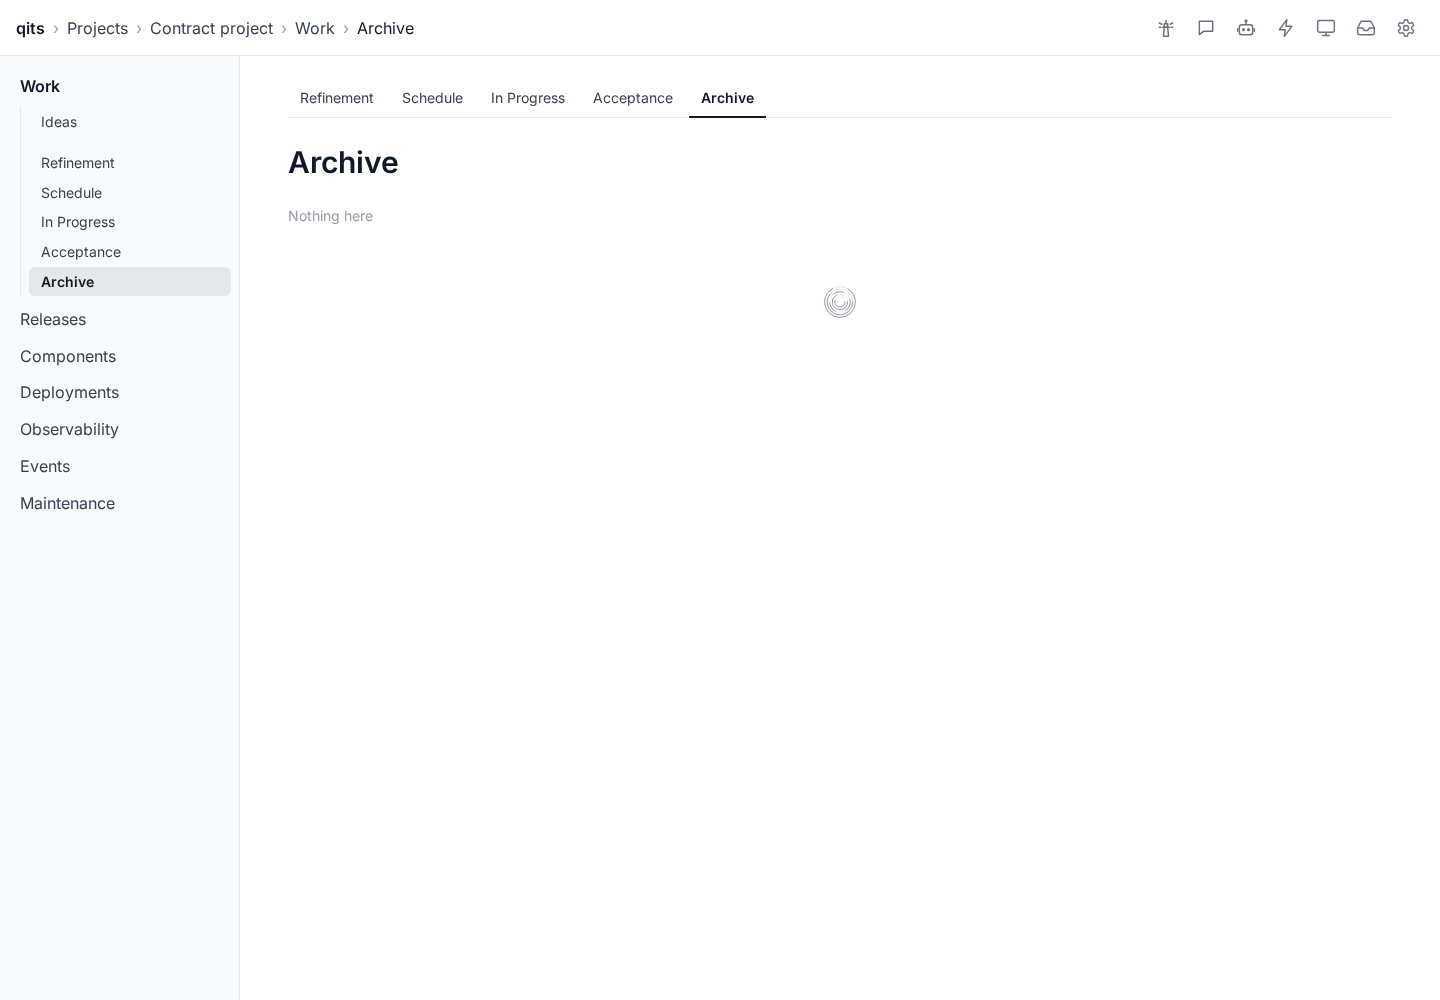 qits › Projects › Contract project › Work › Archive
Work
Ideas
Refinement
Schedule
In Progress
Acceptance
Archive
Releases
Components
Deployments
Observability
Events
Maintenance
Refinement Schedule In Progress Acceptance Archive
Archive
Nothing here